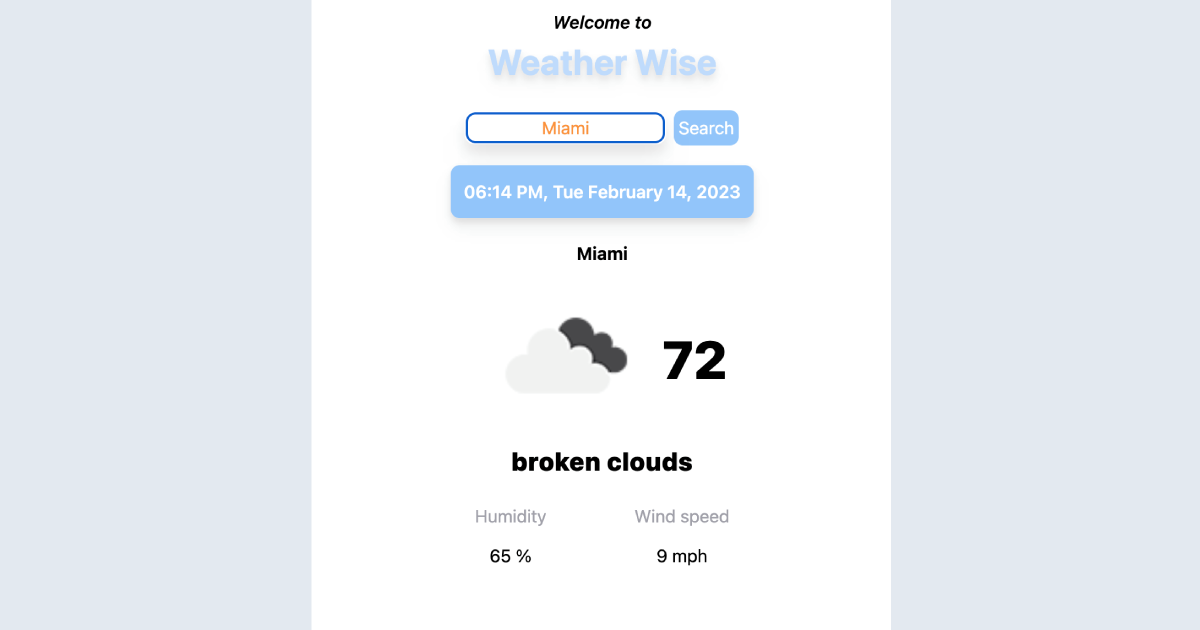 Welcome to
Weather Wise
Miami
Search
06:14 PM, Tue February 14, 2023
Miami
72
broken clouds
Humidity
Wind speed
65 %
9 mph